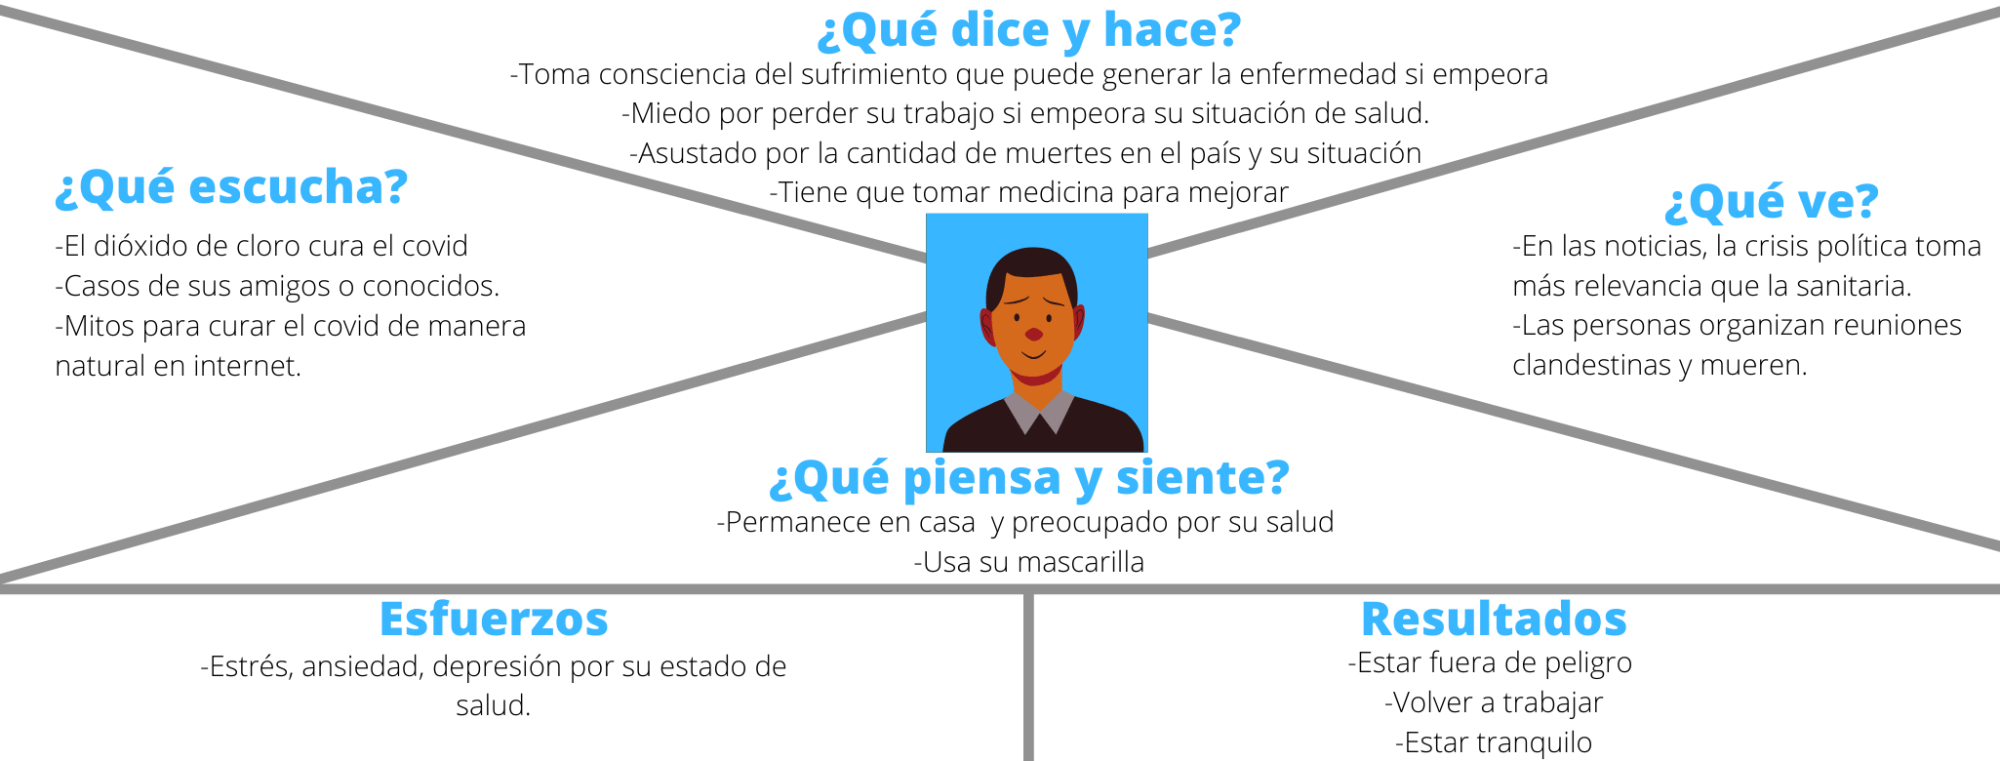 ¿Qué dice y hace?
-Toma consciencia del sufrimiento que puede generar la enfermedad si empeora
-Miedo por perder su trabajo si empeora su situación de salud.
-Asustado por la cantidad de muertes en el país y su situación
-Tiene que tomar medicina para mejorar
¿Qué escucha?
-El dióxido de cloro cura el covid
-Casos de sus amigos o conocidos.
-Mitos para curar el covid de manera
natural en internet.
¿Qué ve?
-En las noticias, la crisis política toma
más relevancia que la sanitaria.
-Las personas organizan reuniones
clandestinas y mueren.
¿Qué piensa y siente?
-Permanece en casa  y preocupado por su salud
-Usa su mascarilla
Esfuerzos
-Estrés, ansiedad, depresión por su estado de
salud.
Resultados
-Estar fuera de peligro
-Volver a trabajar
-Estar tranquilo